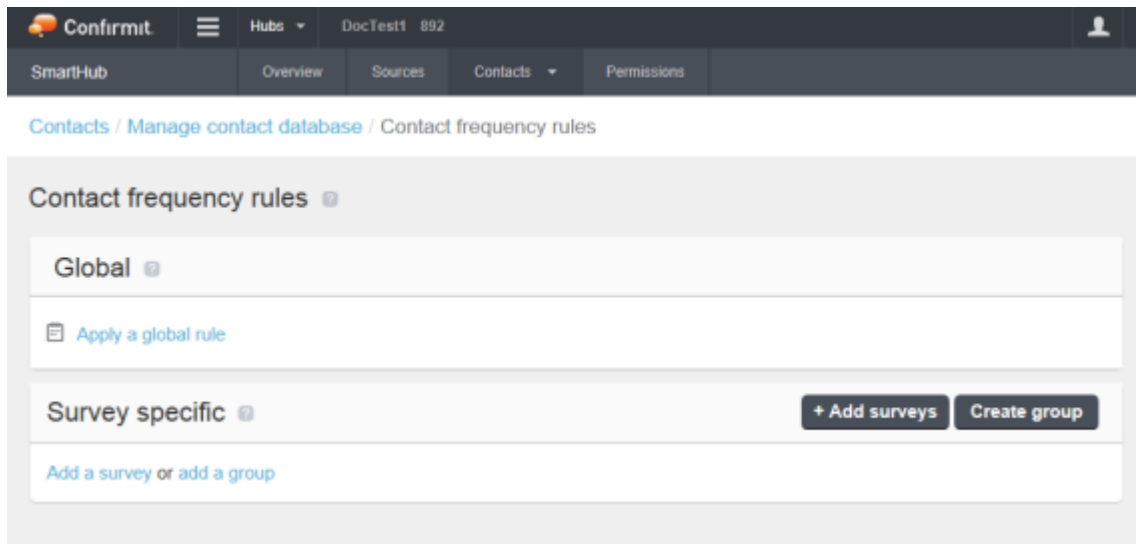 Confirmit. Hubs DocTest1 892
SmartHub Overview Sources Contacts Permissions
Contacts / Manage contact database / Contact frequency rules
Contact frequency rules ?
Global ?
Apply a global rule
Survey specific ? + Add surveys Create group
Add a survey or add a group